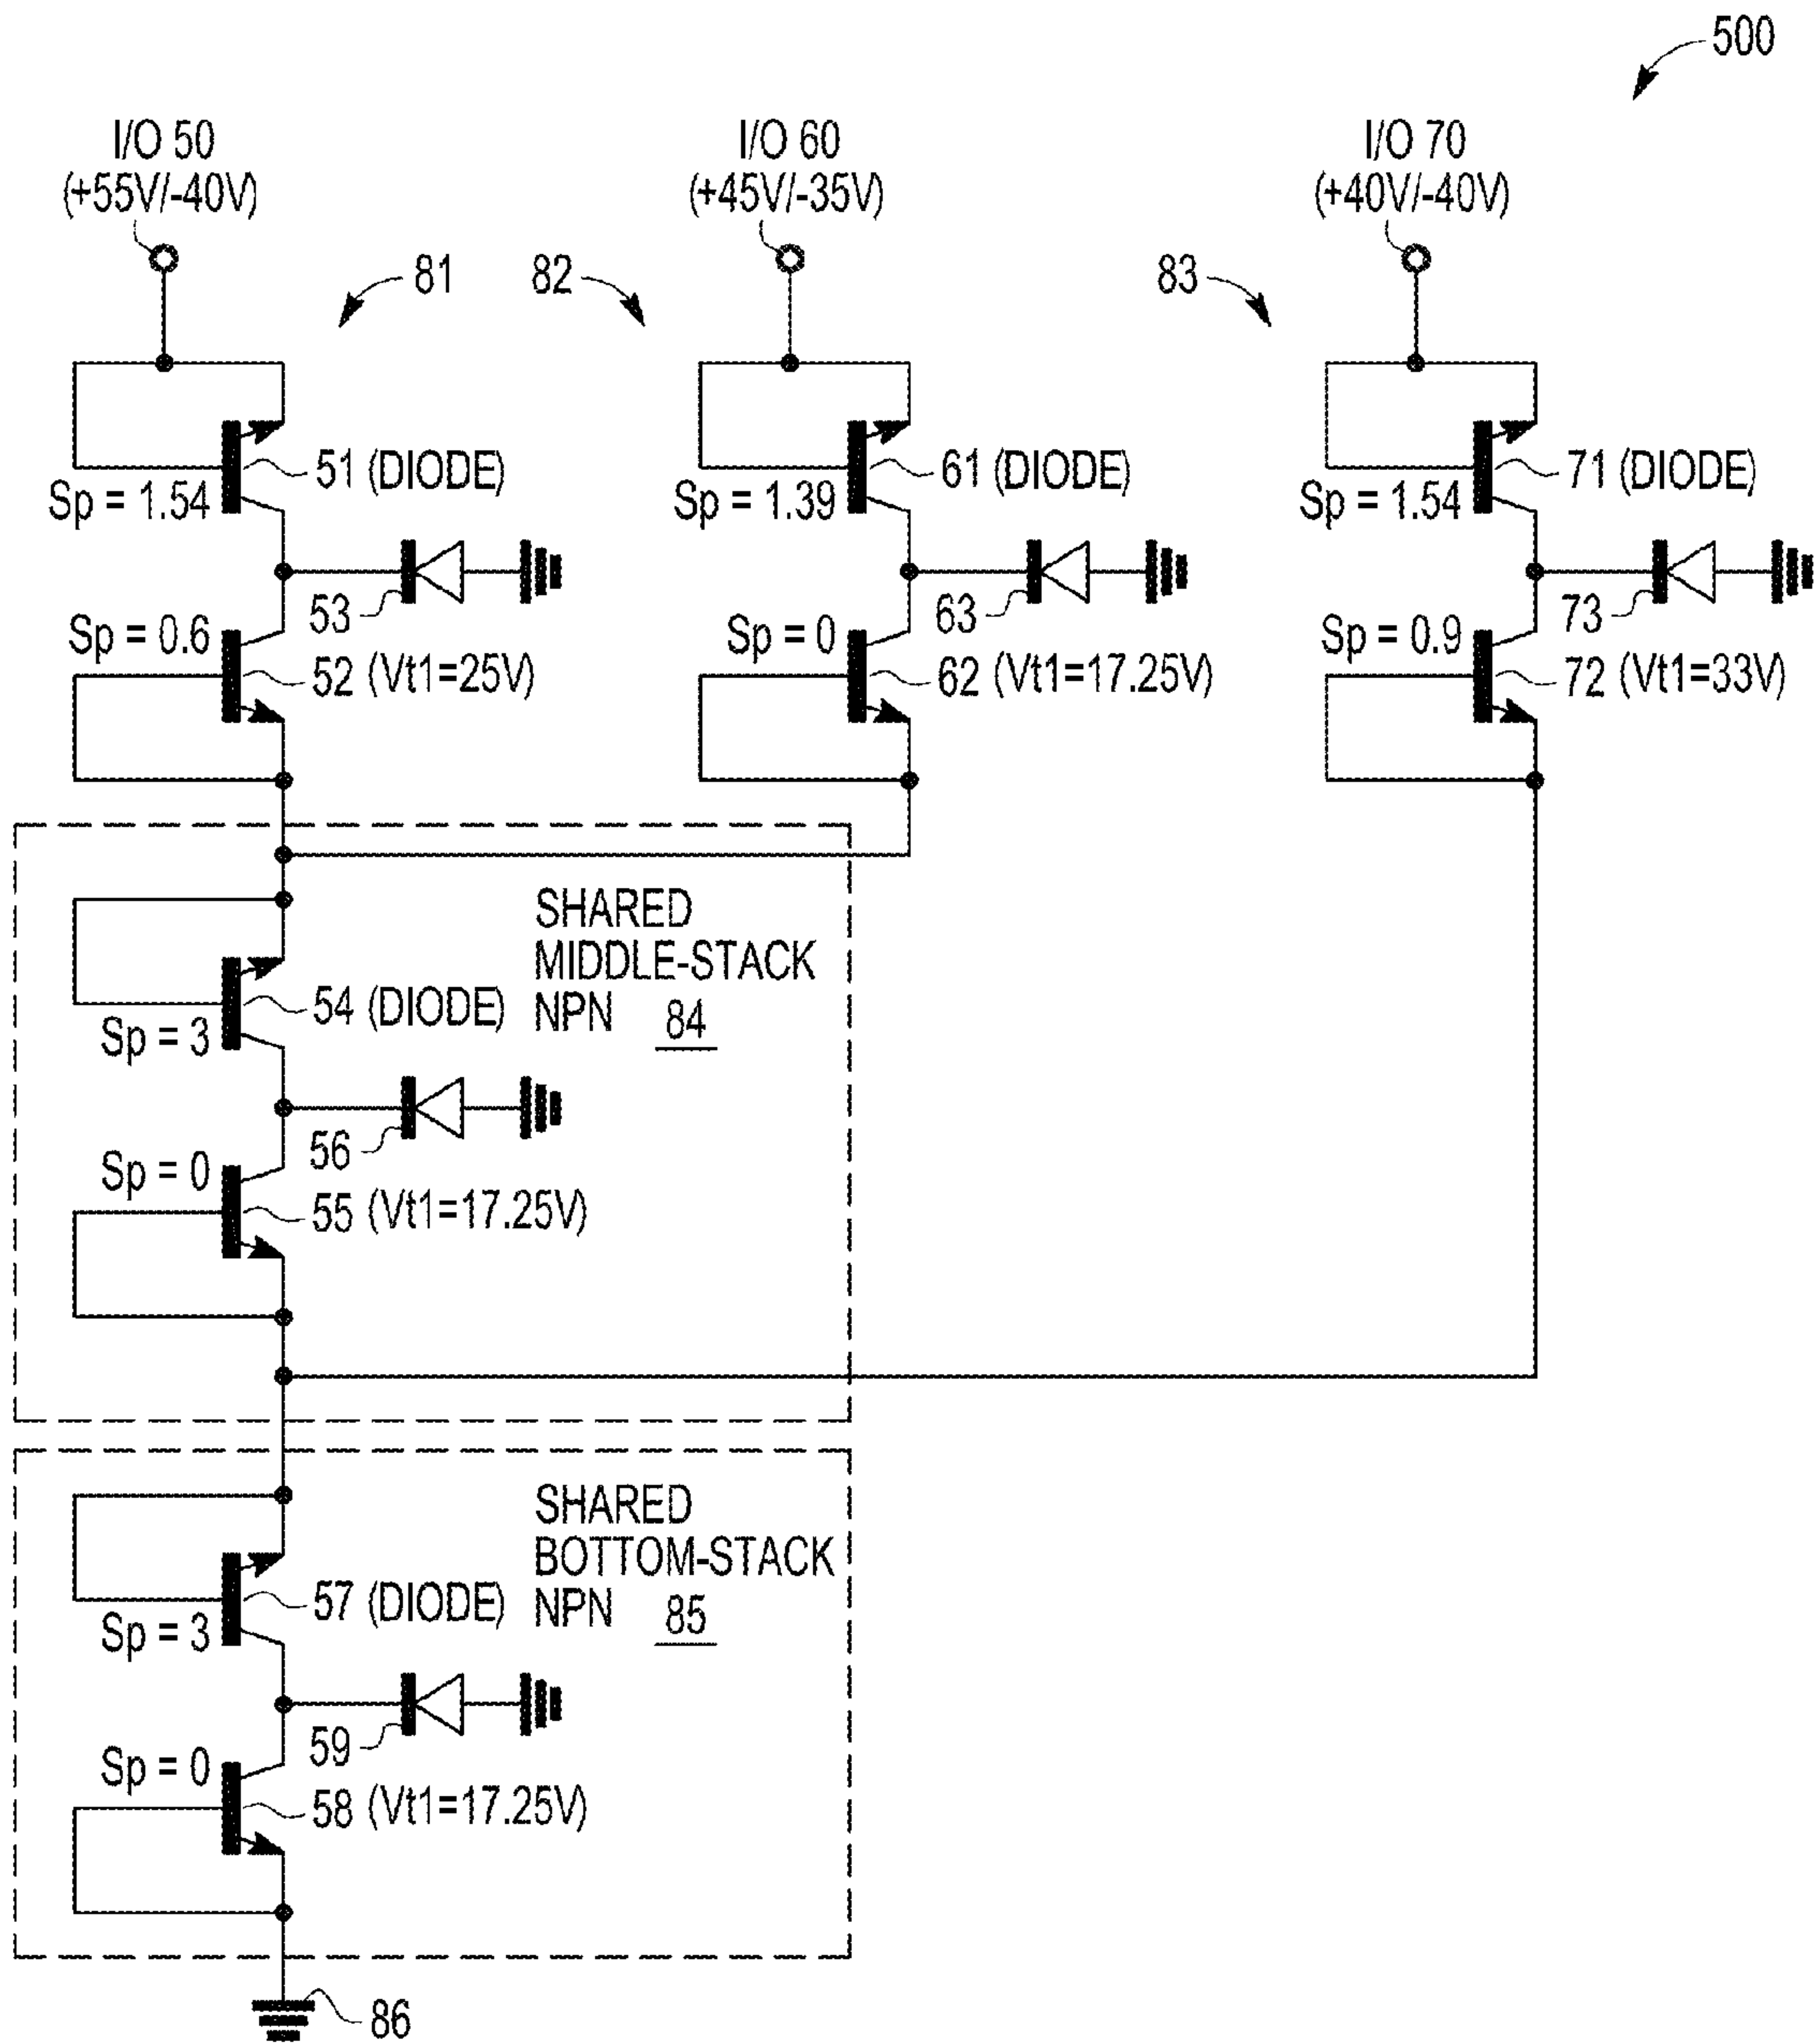 500
I/O 50
(+55V/-40V)
I/O 60
(+45V/-35V)
I/O 70
(+40V/-40V)
81
82
83
51 (DIODE)
Sp = 1.54
61 (DIODE)
Sp = 1.39
71 (DIODE)
Sp = 1.54
53
63
73
Sp = 0.6
52 (Vt1=25V)
Sp = 0
62 (Vt1=17.25V)
Sp = 0.9
72 (Vt1=33V)
SHARED
MIDDLE-STACK
NPN 84
54 (DIODE)
Sp = 3
56
Sp = 0
55 (Vt1=17.25V)
SHARED
BOTTOM-STACK
NPN 85
57 (DIODE)
Sp = 3
59
Sp = 0
58 (Vt1=17.25V)
86